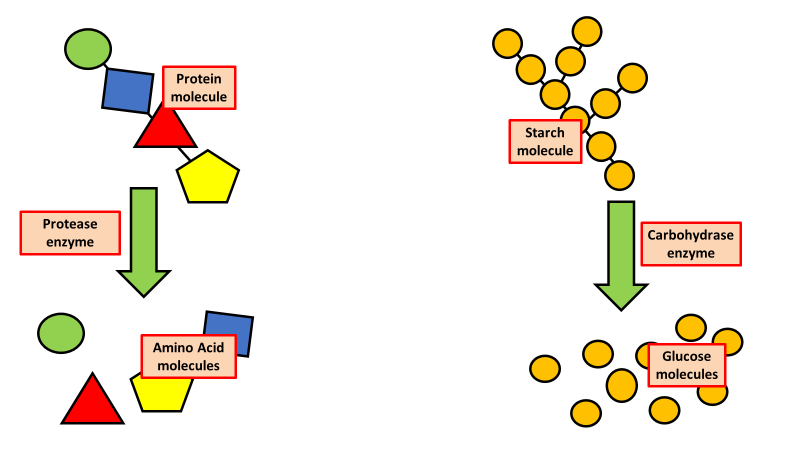 Protein
molecule
Protease
enzyme
Amino Acid
molecules
Starch
molecule
Carbohydrase
enzyme
Glucose
molecules